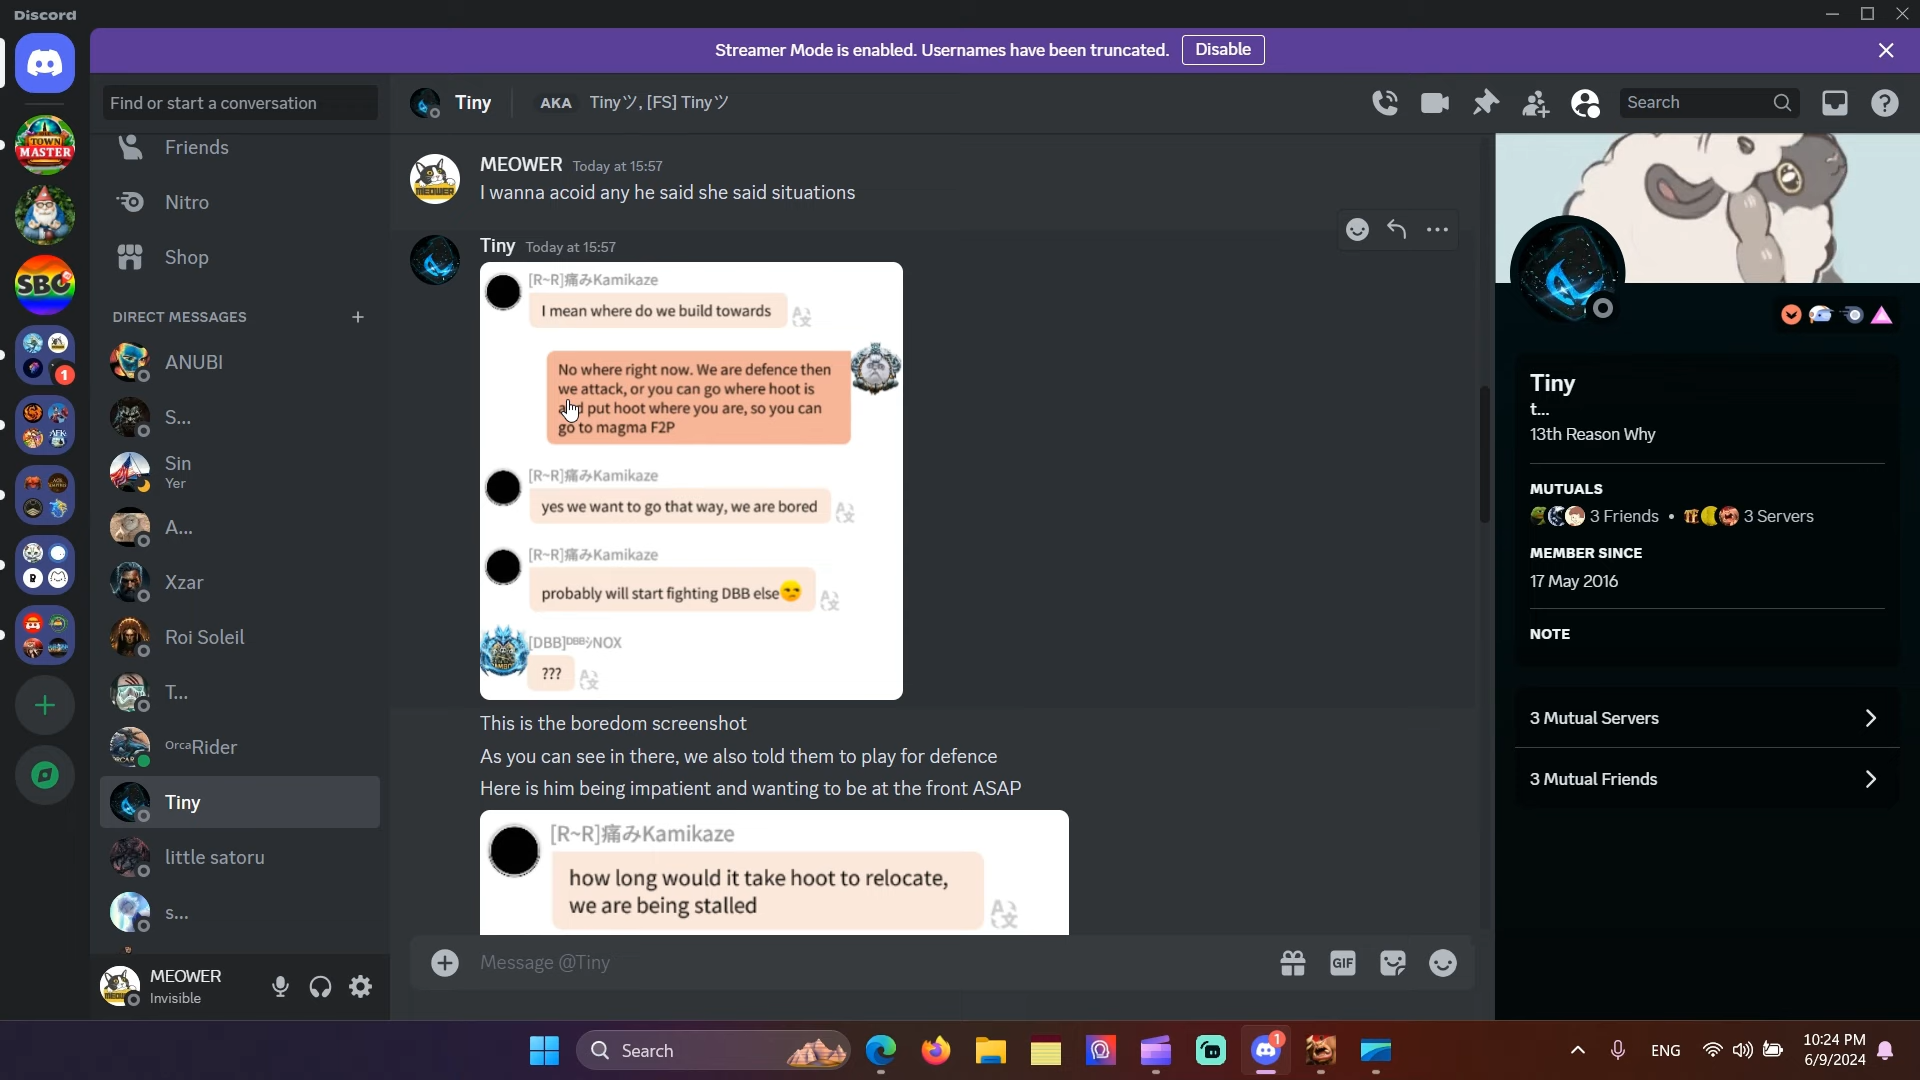 Discord
Streamer Mode is enabled. Usernames have been truncated.
Disable
Find or start a conversation
Tiny
AKA
Tinyツ, [FS] Tinyツ
Search
TOWN
MASTER
SBC
1
AFK
Friends
Nitro
Shop
DIRECT MESSAGES
ANUBI
S...
Sin
Yer
A...
Xzar
Roi Soleil
T...
OrcaRider
Tiny
little satoru
s...
MEOWER
Invisible
MEOWER Today at 15:57
I wanna acoid any he said she said situations
Tiny Today at 15:57
[R~R]痛みKamikaze
I mean where do we build towards
No where right now. We are defence then
we attack, or you can go where hoot is
and put hoot where you are, so you can
go to magma F2P
[R~R]痛みKamikaze
yes we want to go that way, we are bored
[R~R]痛みKamikaze
probably will start fighting DBB else
[DBB]ᴰᴮᴮシNOX
???
This is the boredom screenshot
As you can see in there, we also told them to play for defence
Here is him being impatient and wanting to be at the front ASAP
[R~R]痛みKamikaze
how long would it take hoot to relocate,
we are being stalled
Message @Tiny
GIF
Tiny
t...
13th Reason Why
MUTUALS
3 Friends • 3 Servers
MEMBER SINCE
17 May 2016
NOTE
3 Mutual Servers
3 Mutual Friends
Search
1
ENG
10:24 PM
6/9/2024